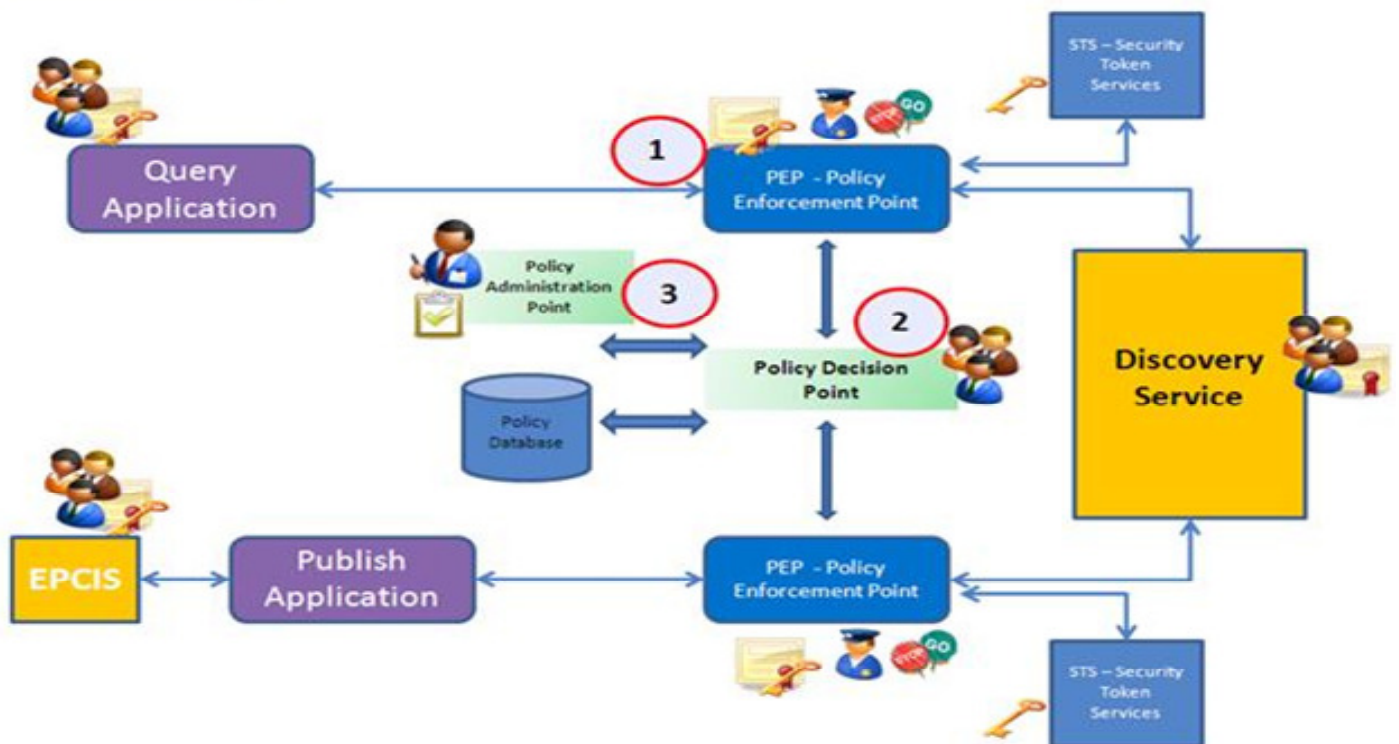 STS – Security
Token
Services
GO
STOP
1
Query
Application
PEP - Policy
Enforcement Point
Policy
Administration
Point
3
2
Policy Decision
Point
Discovery
Service
Policy
Database
EPCIS
Publish
Application
PEP - Policy
Enforcement Point
GO
STOP
STS – Security
Token
Services